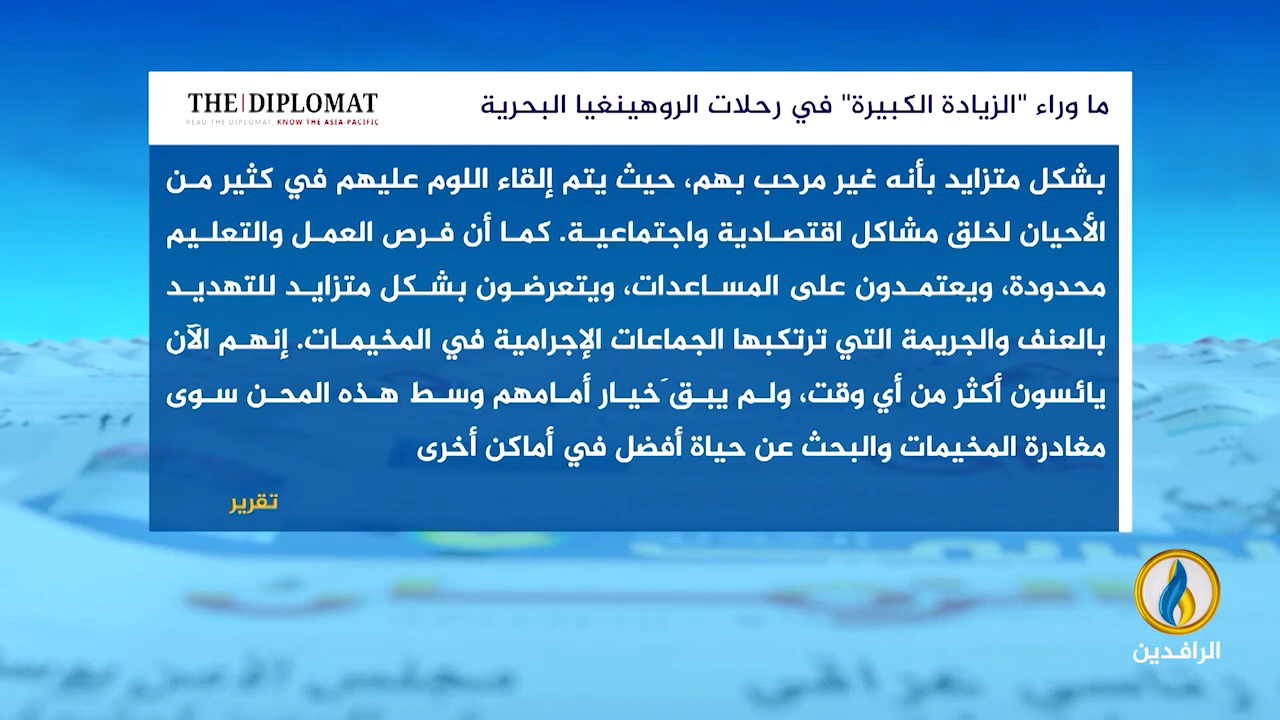 ما وراء "الزيادة الكبيرة" في رحلات الروهينغيا البحرية
THE|DIPLOMAT
READ THE DIPLOMAT, KNOW THE ASIA-PACIFIC
بشكل متزايد بأنه غير مرحب بهم، حيث يتم إلقاء اللوم عليهم في كثير من
الأحيان لخلق مشاكل اقتصادية واجتماعية. كما أن فرص العمل والتعليم
محدودة، ويعتمدون على المساعدات، ويتعرضون بشكل متزايد للتهديد
بالعنف والجريمة التي ترتكبها الجماعات الإجرامية في المخيمات. إنهم الآن
يائسون أكثر من أي وقت، ولم يبق َخيار أمامهم وسط هذه المحن سوى
مغادرة المخيمات والبحث عن حياة أفضل في أماكن أخرى
تقرير
الرافدين
مجلس الأمن